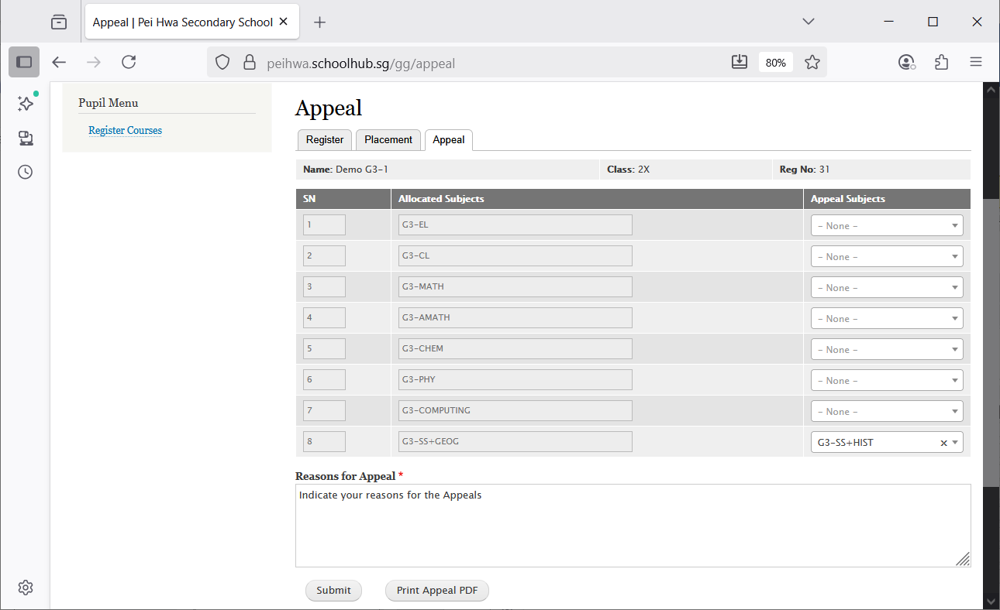 Appeal | Pei Hwa Secondary School
peihwa.schoolhub.sg/gg/appeal 80%
Pupil Menu
Register Courses
Appeal
Register Placement Appeal
Name: Demo G3-1 Class: 2X Reg No: 31
SN Allocated Subjects Appeal Subjects
1 G3-EL - None -
2 G3-CL - None -
3 G3-MATH - None -
4 G3-AMATH - None -
5 G3-CHEM - None -
6 G3-PHY - None -
7 G3-COMPUTING - None -
8 G3-SS+GEOG G3-SS+HIST
Reasons for Appeal *
Indicate your reasons for the Appeals
Submit Print Appeal PDF